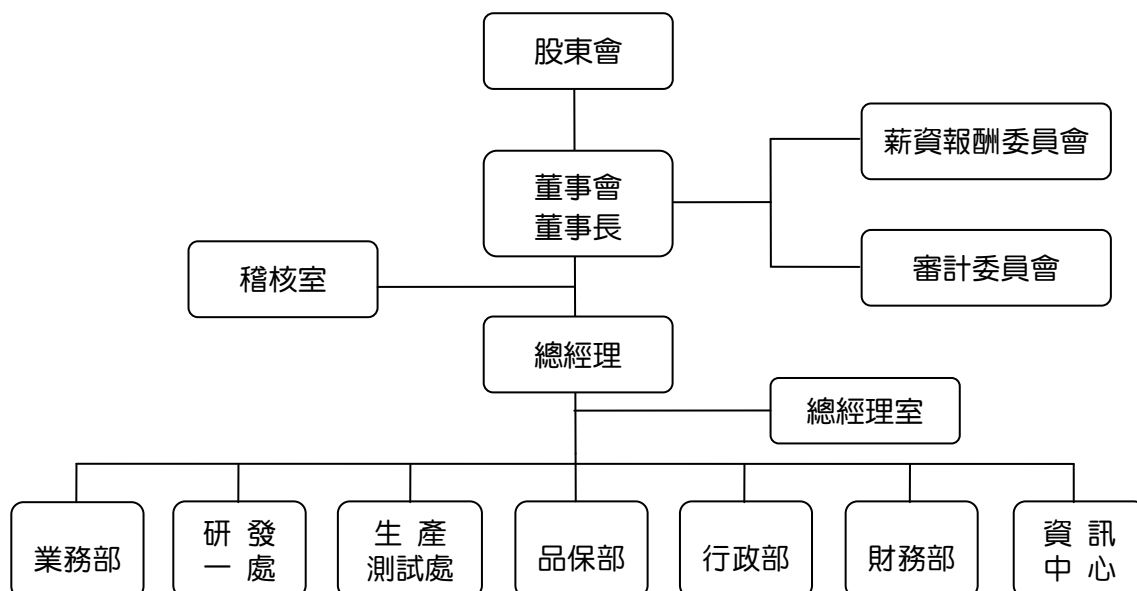 股東會
薪資報酬委員會
董事會
董事長
審計委員會
稽核室
總經理
總經理室
業務部
研 發
一 處
生 產
測試處
品保部
行政部
財務部
資 訊
中 心